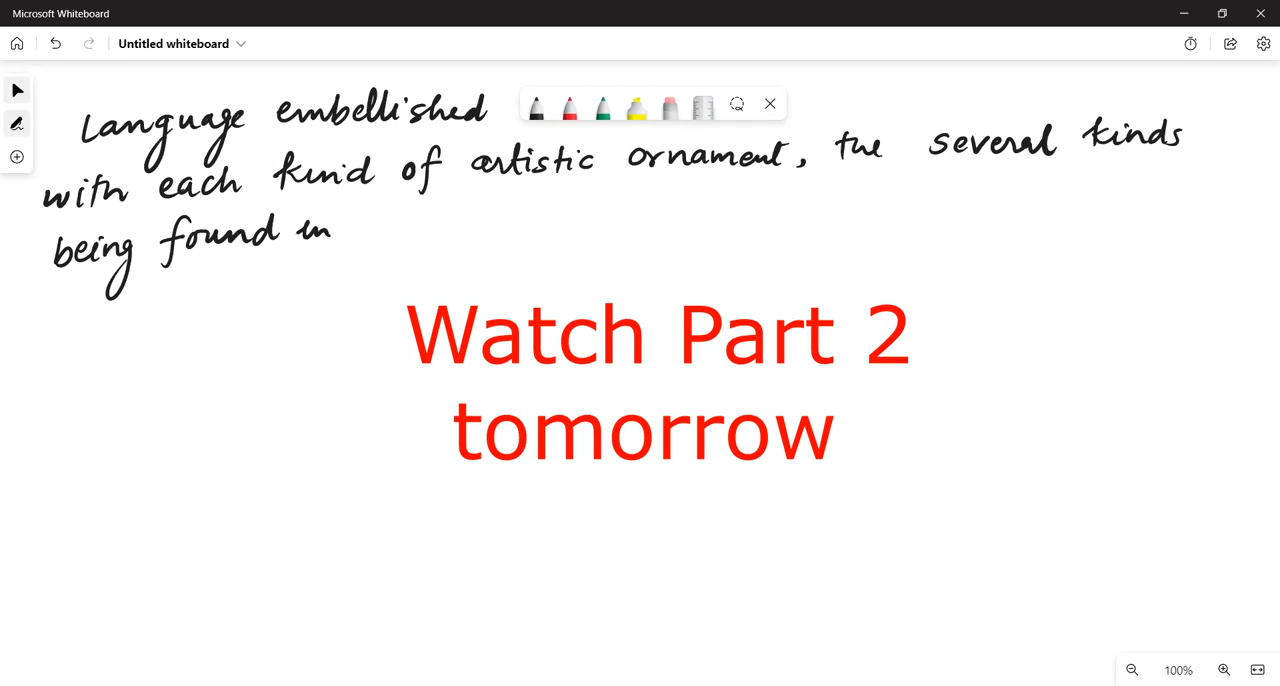 Microsoft Whiteboard
Untitled whiteboard
Language embellished
with each kind of artistic ornament, the several kinds
being found in
Watch Part 2
tomorrow
100%